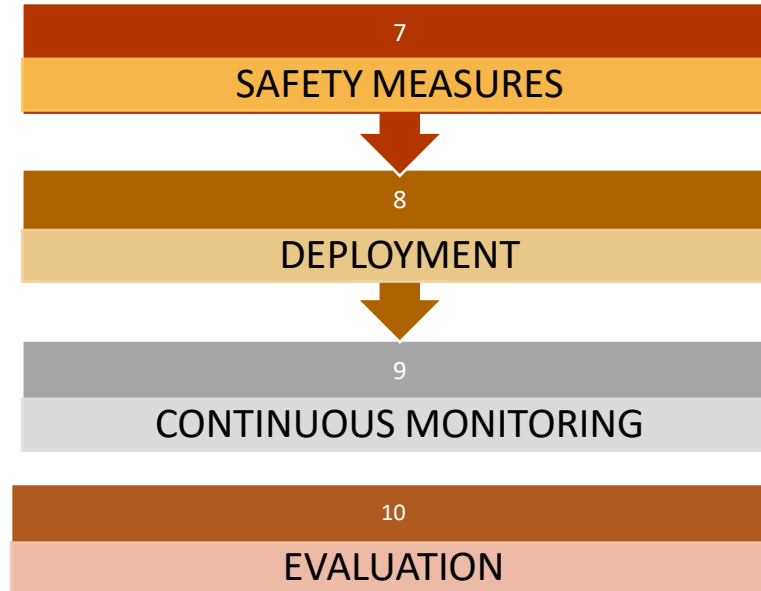 7
SAFETY MEASURES
8
DEPLOYMENT
9
CONTINUOUS MONITORING
10
EVALUATION